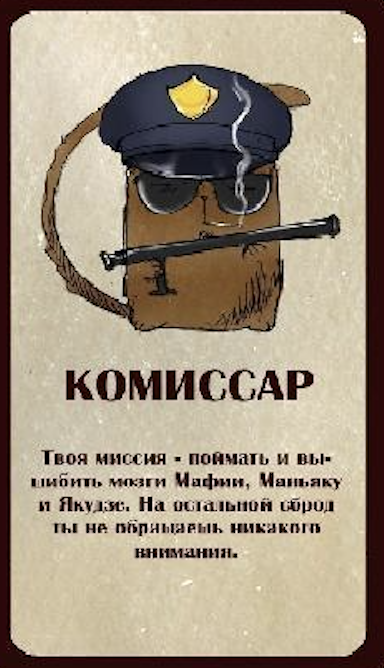 КОМИССАР
Твоя миссия - поймать и вы-
шибить мозги Мафии, Маньяку
и Якудзе. На остальной сброд
ты не обращаешь никакого
внимания.